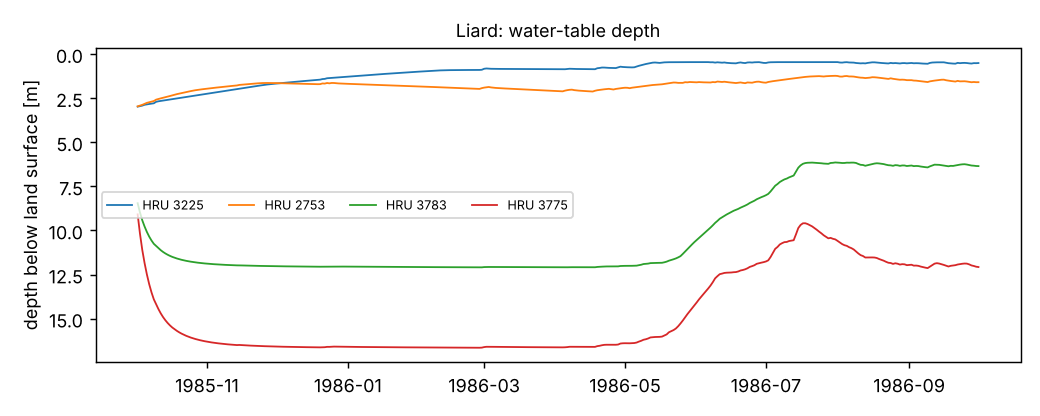 Liard: water-table depth
depth below land surface [m]
0.0
2.5
5.0
7.5
10.0
12.5
15.0
HRU 3225 HRU 2753 HRU 3783 HRU 3775
1985-11 1986-01 1986-03 1986-05 1986-07 1986-09